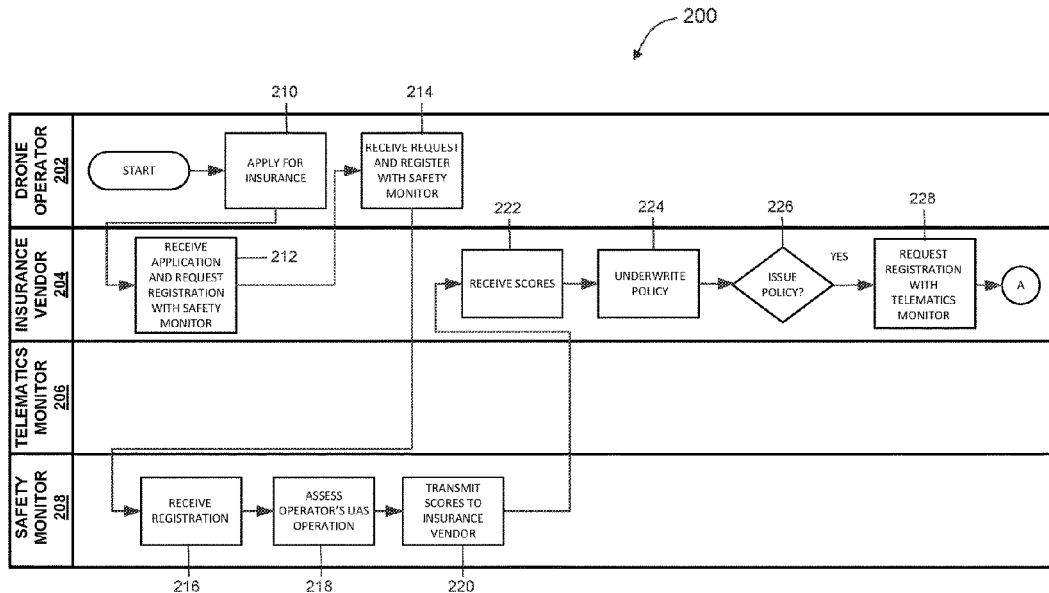 200
210
214
DRONE
OPERATOR
202
START
APPLY FOR
INSURANCE
RECEIVE REQUEST
AND REGISTER
WITH SAFETY
MONITOR
222
224
226
228
INSURANCE
VENDOR
204
RECEIVE
APPLICATION
AND REQUEST
REGISTRATION
WITH SAFETY
MONITOR
212
RECEIVE SCORES
UNDERWRITE
POLICY
ISSUE
POLICY?
YES
REQUEST
REGISTRATION
WITH
TELEMATICS
MONITOR
A
TELEMATICS
MONITOR
206
SAFETY
MONITOR
208
RECEIVE
REGISTRATION
ASSESS
OPERATOR'S UAS
OPERATION
TRANSMIT
SCORES TO
INSURANCE
VENDOR
216
218
220